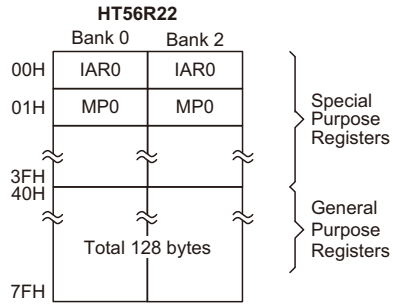 HT56R22
Bank 0 Bank 2
00H IAR0 IAR0
01H MP0 MP0
Special
Purpose
Registers
3FH
40H
General
Purpose
Registers
Total 128 bytes
7FH